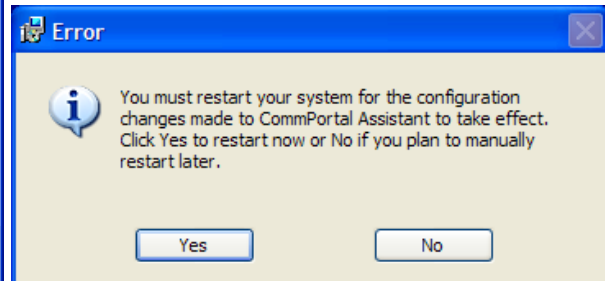 Error
You must restart your system for the configuration
changes made to CommPortal Assistant to take effect.
Click Yes to restart now or No if you plan to manually
restart later.
Yes
No